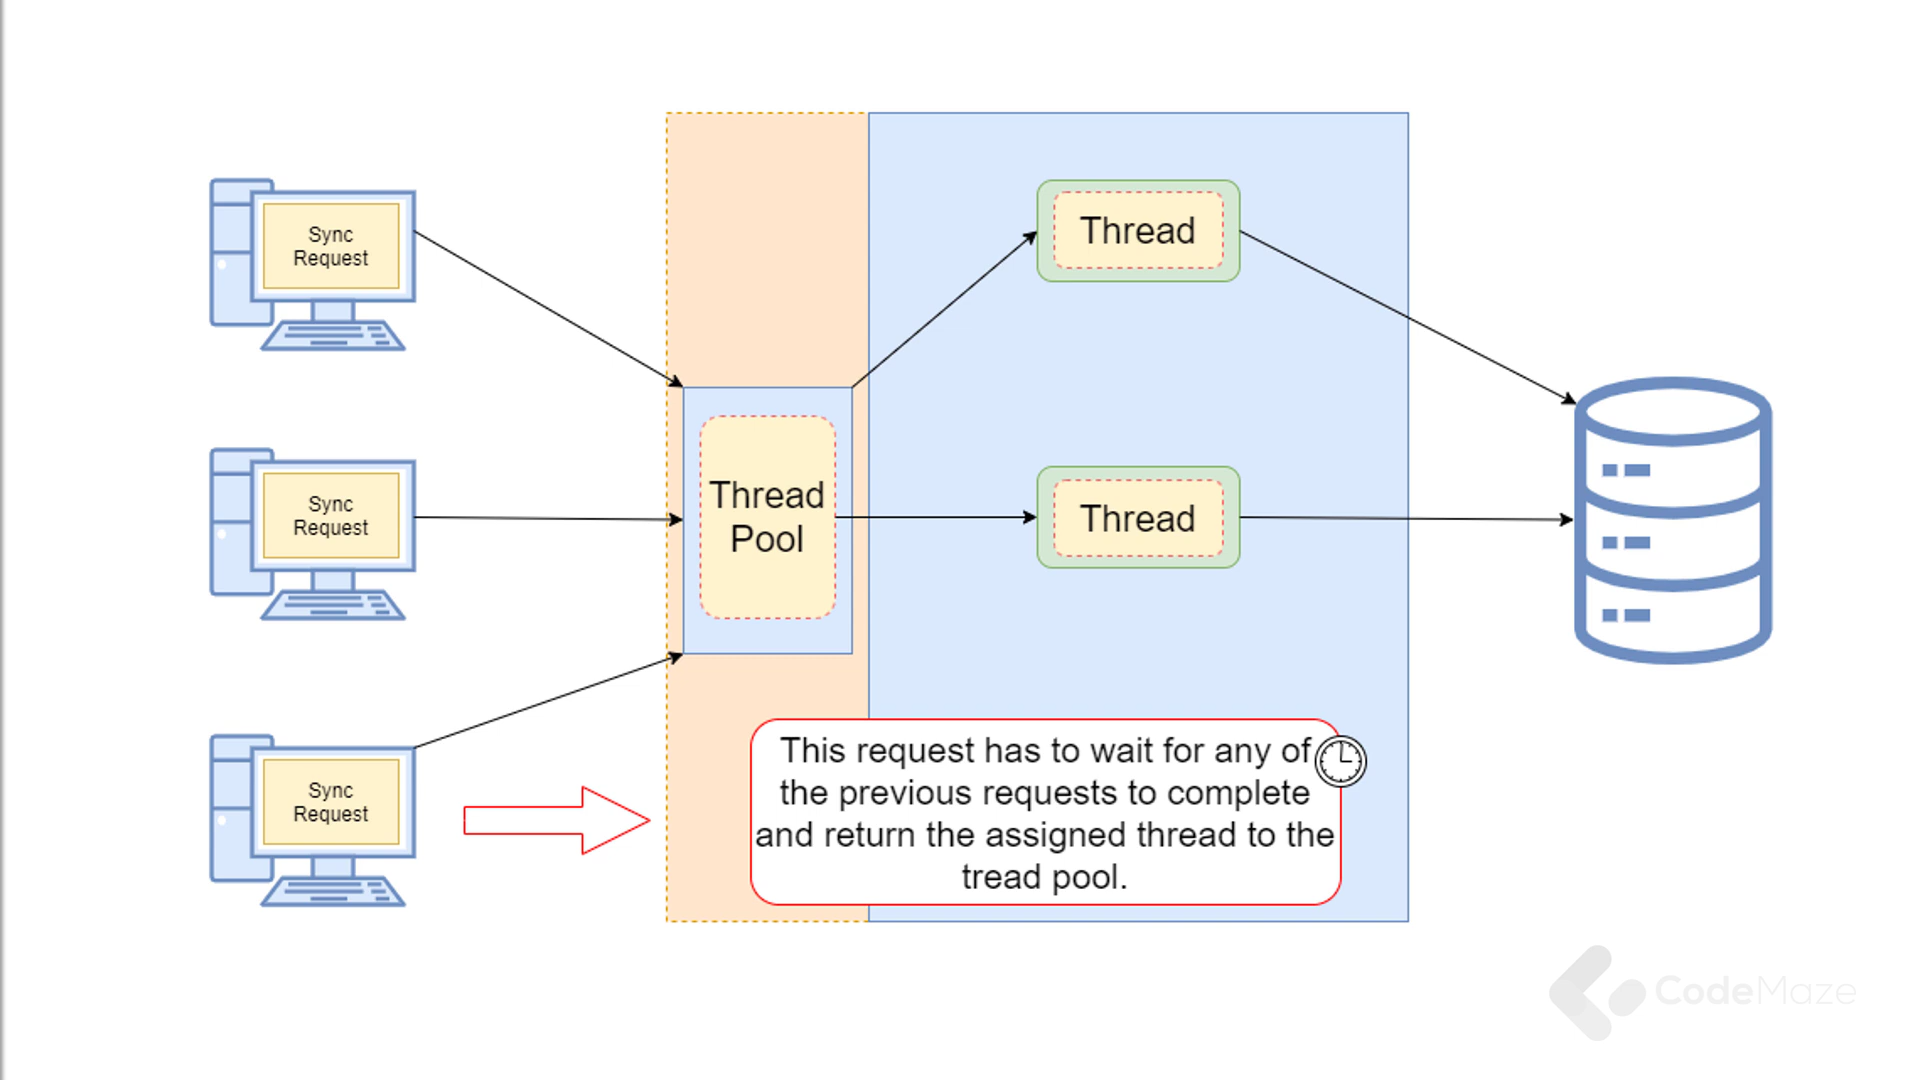 Sync
Request
Thread
Sync
Request
Thread
Pool
Thread
Sync
Request
This request has to wait for any of
the previous requests to complete
and return the assigned thread to the
tread pool.
CodeMaze